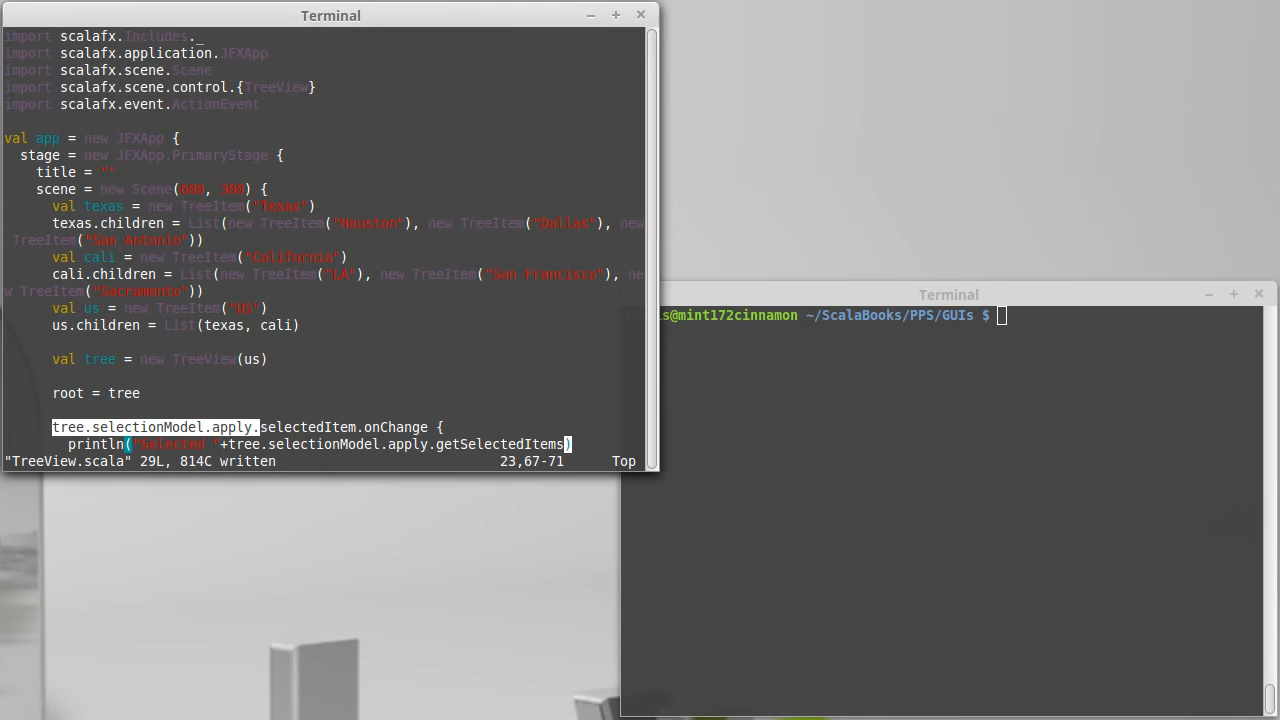 Terminal
import scalafx.Includes._
import scalafx.application.JFXApp
import scalafx.scene.Scene
import scalafx.scene.control.{TreeView}
import scalafx.event.ActionEvent
val app = new JFXApp {
stage = new JFXApp.PrimaryStage {
title = ""
scene = new Scene(600, 300) {
val texas = new TreeItem("Texas")
texas.children = List(new TreeItem("Houston"), new TreeItem("Dallas"), new
TreeItem("San Antonio"))
val cali = new TreeItem("California")
cali.children = List(new TreeItem("LA"), new TreeItem("San Francisco"), ne
w TreeItem("Sacramento"))
val us = new TreeItem("US")
us.children = List(texas, cali)
val tree = new TreeView(us)
root = tree
tree.selectionModel.apply.selectedItem.onChange {
println("Selected "+tree.selectionModel.apply.getSelectedItems)
"TreeView.scala" 29L, 814C written 23,67-71 Top
Terminal
s@mint172cinnamon ~/ScalaBooks/PPS/GUIs $